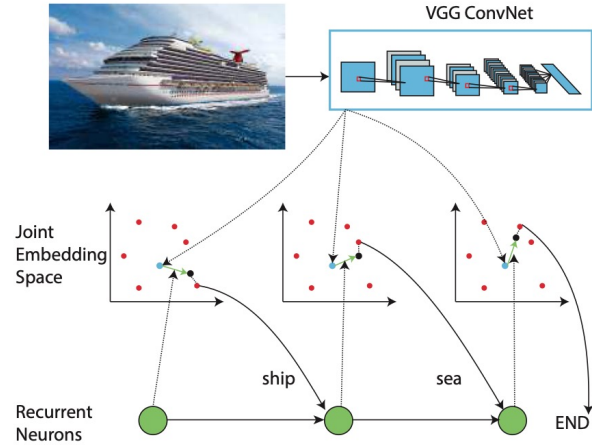 VGG ConvNet
Joint
Embedding
Space
ship
sea
Recurrent
Neurons
END